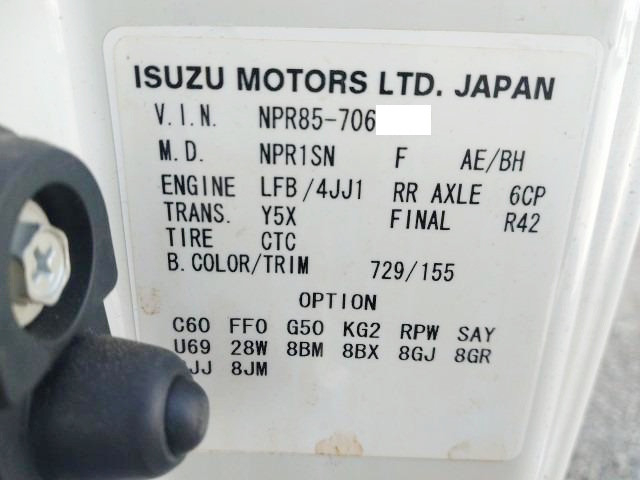 ISUZU MOTORS LTD. JAPAN
V.I.N. NPR85-706
M.D. NPR1SN F AE/BH
ENGINE LFB/4JJ1 RR AXLE 6CP
TRANS. Y5X FINAL R42
TIRE CTC
B.COLOR/TRIM 729/155
OPTION
C60 FF0 G50 KG2 RPW SAY
U69 28W 8BM 8BX 8GJ 8GR
8JM